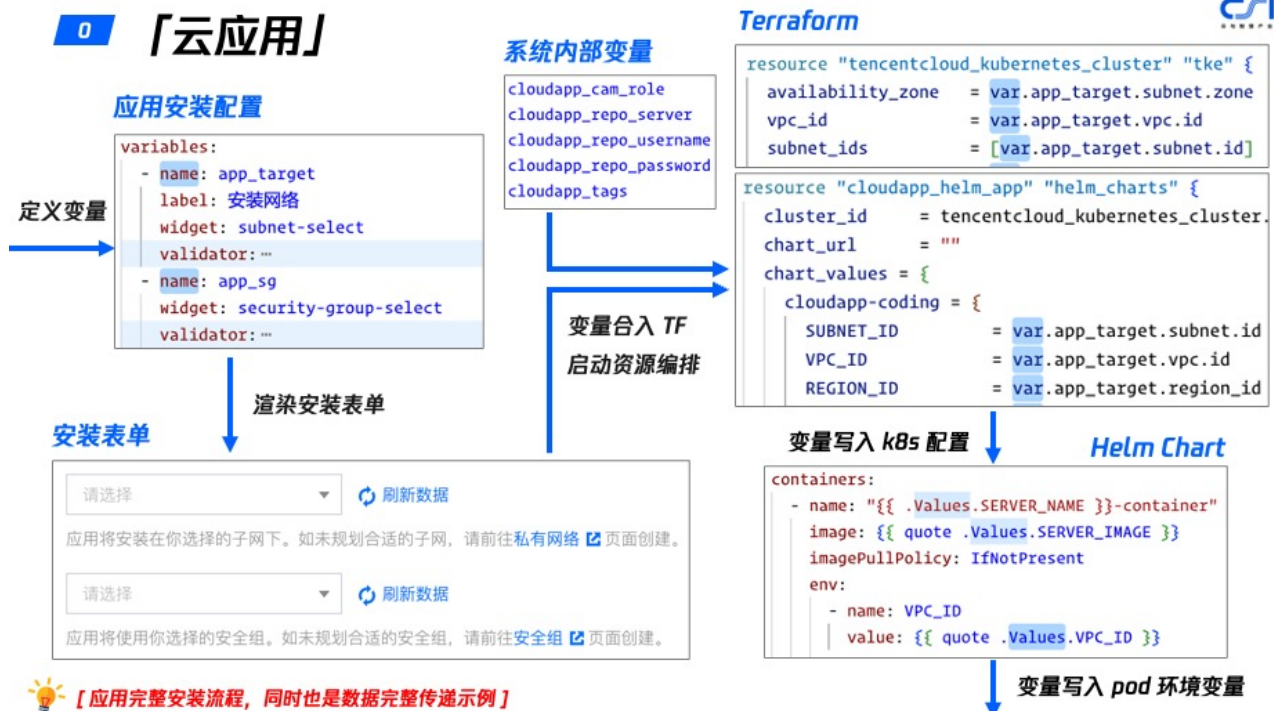 0
「云应用」
应用安装配置
定义变量
variables:
- name: app_target
label: 安装网络
widget: subnet-select
validator:⋯
- name: app_sg
widget: security-group-select
validator:⋯
渲染安装表单
安装表单
请选择
刷新数据
应用将安装在你选择的子网下。如未规划合适的子网，请前往私有网络 页面创建。
请选择
刷新数据
应用将使用你选择的安全组。如未规划合适的安全组，请前往安全组 页面创建。
[ 应用完整安装流程，同时也是数据完整传递示例 ]
系统内部变量
cloudapp_cam_role
cloudapp_repo_server
cloudapp_repo_username
cloudapp_repo_password
cloudapp_tags
变量合入 TF
启动资源编排
Terraform
resource "tencentcloud_kubernetes_cluster" "tke" {
availability_zone = var.app_target.subnet.zone
vpc_id = var.app_target.vpc.id
subnet_ids = [var.app_target.subnet.id]
resource "cloudapp_helm_app" "helm_charts" {
cluster_id = tencentcloud_kubernetes_cluster.
chart_url = ""
chart_values = {
cloudapp-coding = {
SUBNET_ID = var.app_target.subnet.id
VPC_ID = var.app_target.vpc.id
REGION_ID = var.app_target.region_id
变量写入 k8s 配置
Helm Chart
containers:
- name: "{{ .Values.SERVER_NAME }}-container"
image: {{ quote .Values.SERVER_IMAGE }}
imagePullPolicy: IfNotPresent
env:
- name: VPC_ID
value: {{ quote .Values.VPC_ID }}
变量写入 pod 环境变量